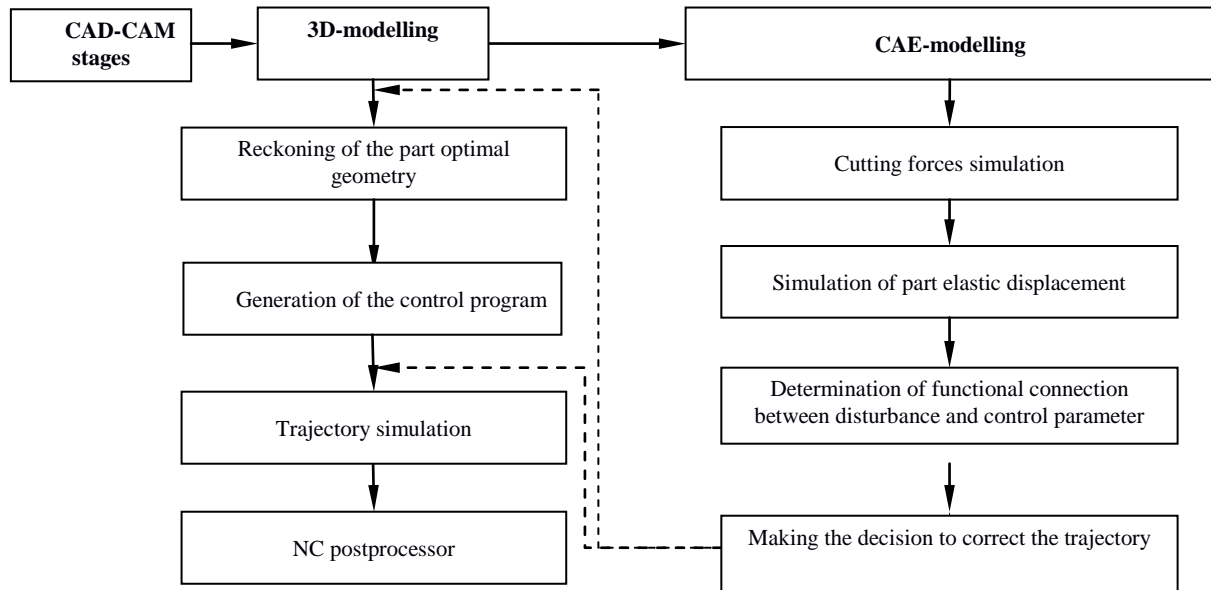 CAD-CAM
stages
3D-modelling
CAE-modelling
Reckoning of the part optimal
geometry
Generation of the control program
Trajectory simulation
NC postprocessor
Cutting forces simulation
Simulation of part elastic displacement
Determination of functional connection
between disturbance and control parameter
Making the decision to correct the trajectory